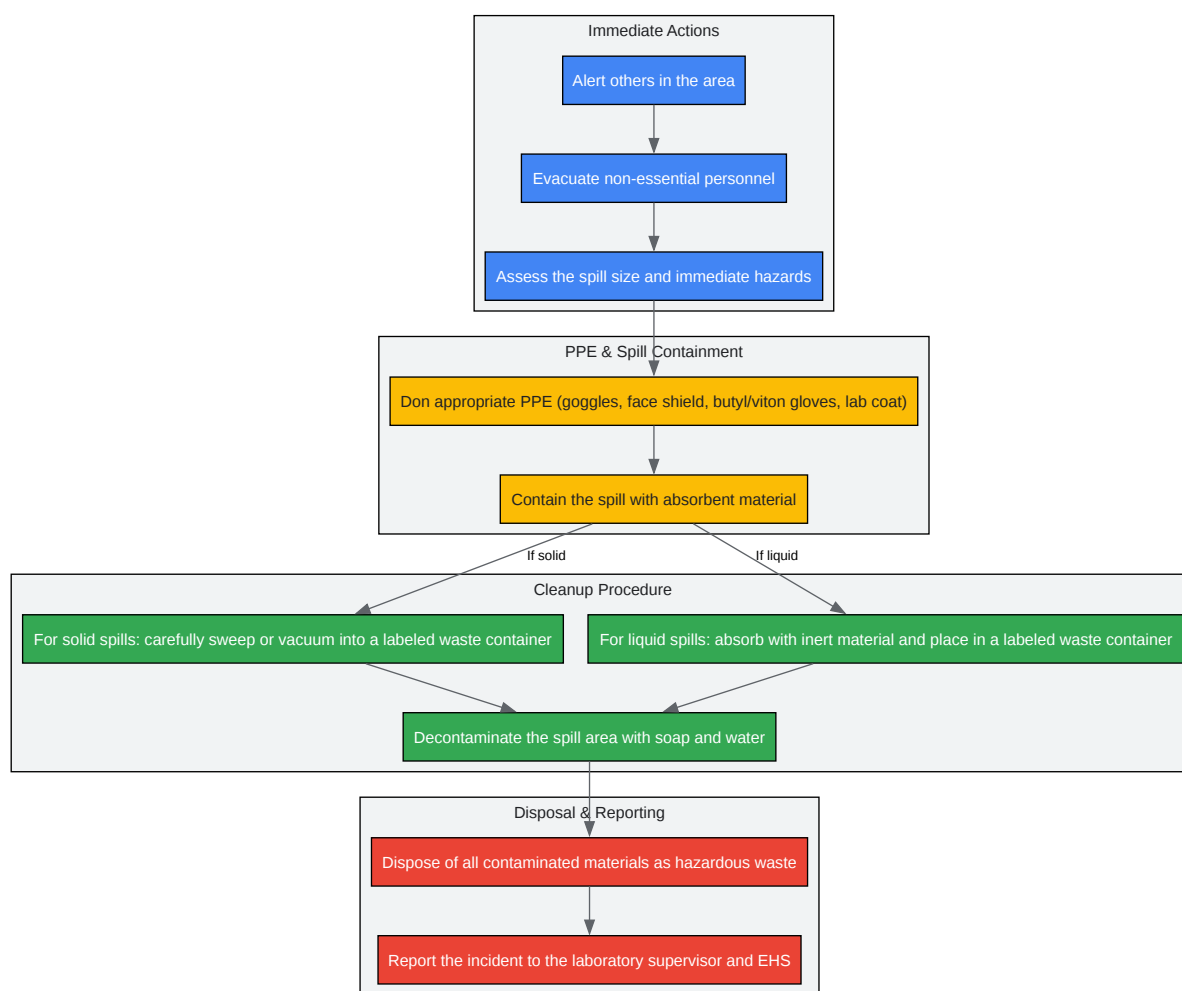 Immediate Actions
Alert others in the area
Evacuate non-essential personnel
Assess the spill size and immediate hazards
PPE & Spill Containment
Don appropriate PPE (goggles, face shield, butyl/viton gloves, lab coat)
Contain the spill with absorbent material
If solid
If liquid
Cleanup Procedure
For solid spills: carefully sweep or vacuum into a labeled waste container
For liquid spills: absorb with inert material and place in a labeled waste container
Decontaminate the spill area with soap and water
Disposal & Reporting
Dispose of all contaminated materials as hazardous waste
Report the incident to the laboratory supervisor and EHS